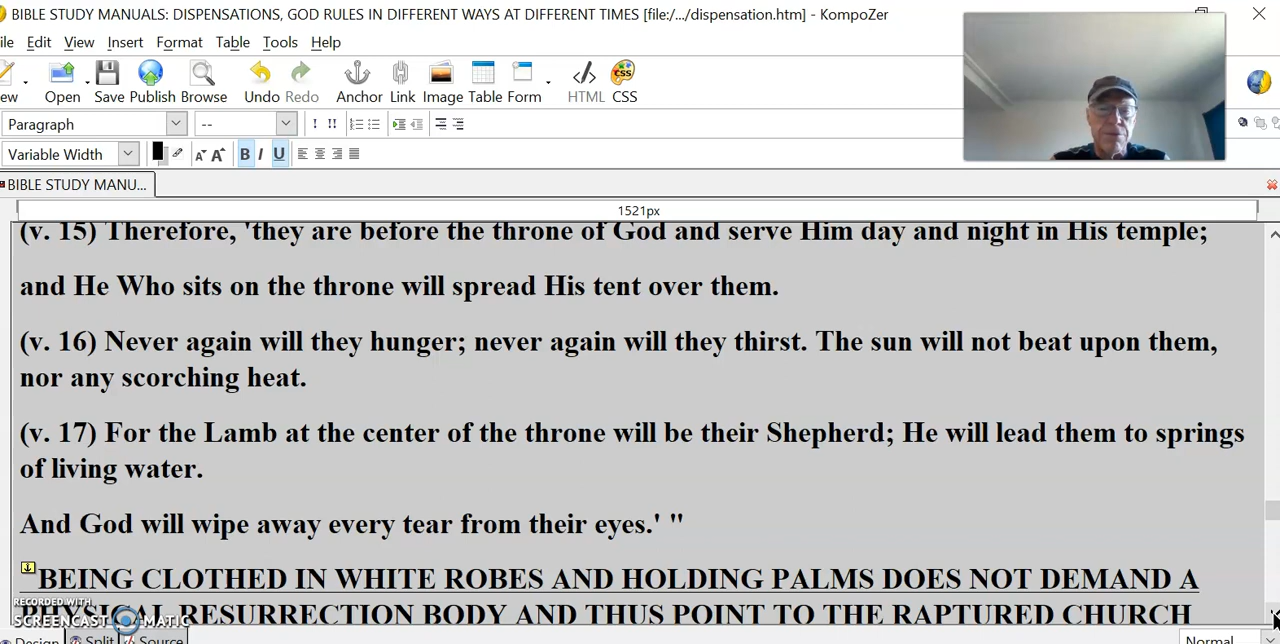 BIBLE STUDY MANUALS: DISPENSATIONS, GOD RULES IN DIFFERENT WAYS AT DIFFERENT TIMES [file:/.../dispensation.htm] - KompoZer
ile Edit View Insert Format Table Tools Help
ew Open Save Publish Browse Undo Redo Anchor Link Image Table Form HTML CSS
Paragraph --
Variable Width B I U
BIBLE STUDY MANU...
1521px
(v. 15) Therefore, 'they are before the throne of God and serve Him day and night in His temple;
and He Who sits on the throne will spread His tent over them.
(v. 16) Never again will they hunger; never again will they thirst. The sun will not beat upon them,
nor any scorching heat.
(v. 17) For the Lamb at the center of the throne will be their Shepherd; He will lead them to springs
of living water.
And God will wipe away every tear from their eyes.' "
BEING CLOTHED IN WHITE ROBES AND HOLDING PALMS DOES NOT DEMAND A
PHYSICAL RESURRECTION BODY AND THUS POINT TO THE RAPTURED CHURCH
RECORDED WITH
SCREENCAST MATIC
Design Split Source Normal